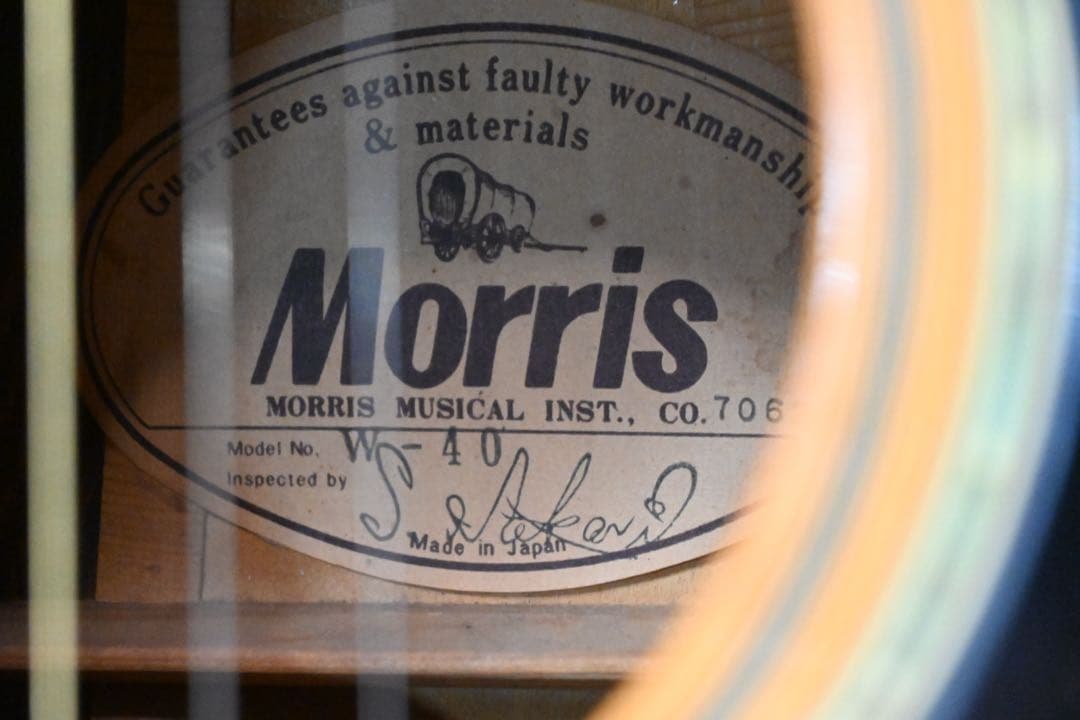 Guarantees against faulty workmanship
& materials
Morris
MORRIS MUSICAL INST., CO. 706
Model No. W-40
Inspected by S.
Made in Japan